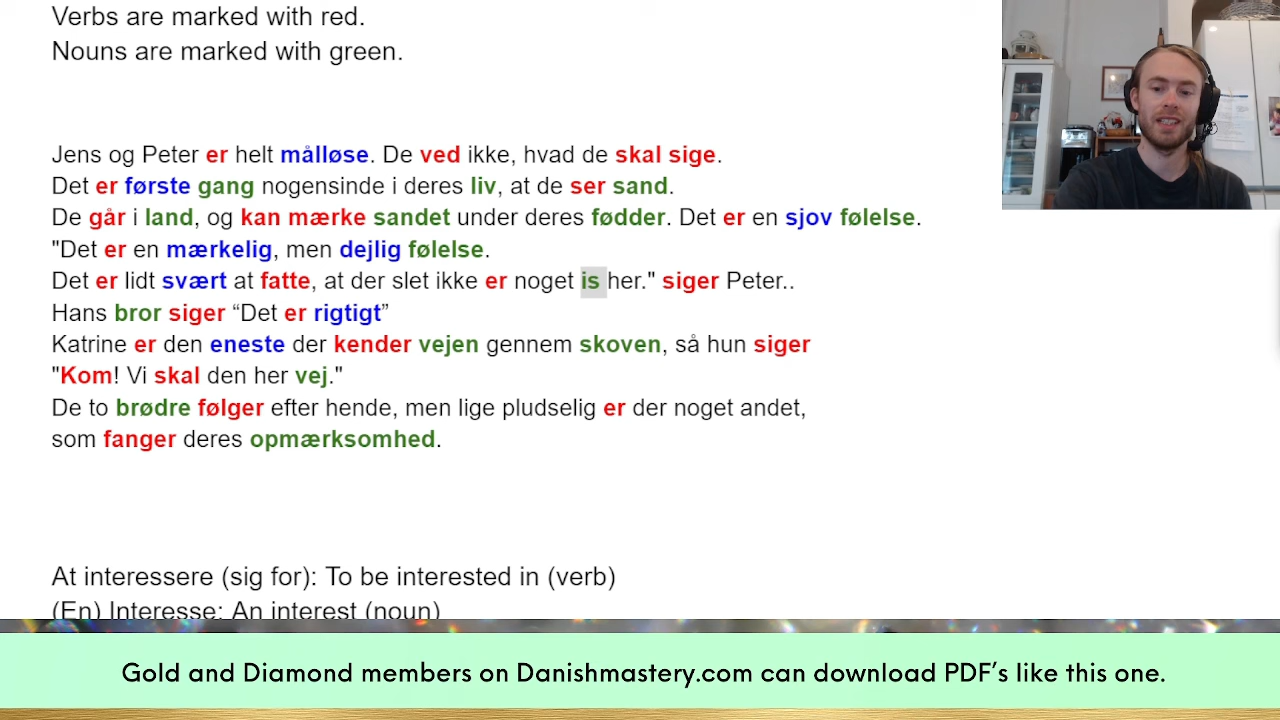 Verbs are marked with red.
Nouns are marked with green.
Jens og Peter er helt målløse. De ved ikke, hvad de skal sige.
Det er første gang nogensinde i deres liv, at de ser sand.
De går i land, og kan mærke sandet under deres fødder. Det er en sjov følelse.
"Det er en mærkelig, men dejlig følelse.
Det er lidt svært at fatte, at der slet ikke er noget is her." siger Peter..
Hans bror siger “Det er rigtigt”
Katrine er den eneste der kender vejen gennem skoven, så hun siger
"Kom! Vi skal den her vej."
De to brødre følger efter hende, men lige pludselig er der noget andet,
som fanger deres opmærksomhed.
At interessere (sig for): To be interested in (verb)
(En) Interesse: An interest (noun)
Gold and Diamond members on Danishmastery.com can download PDF’s like this one.